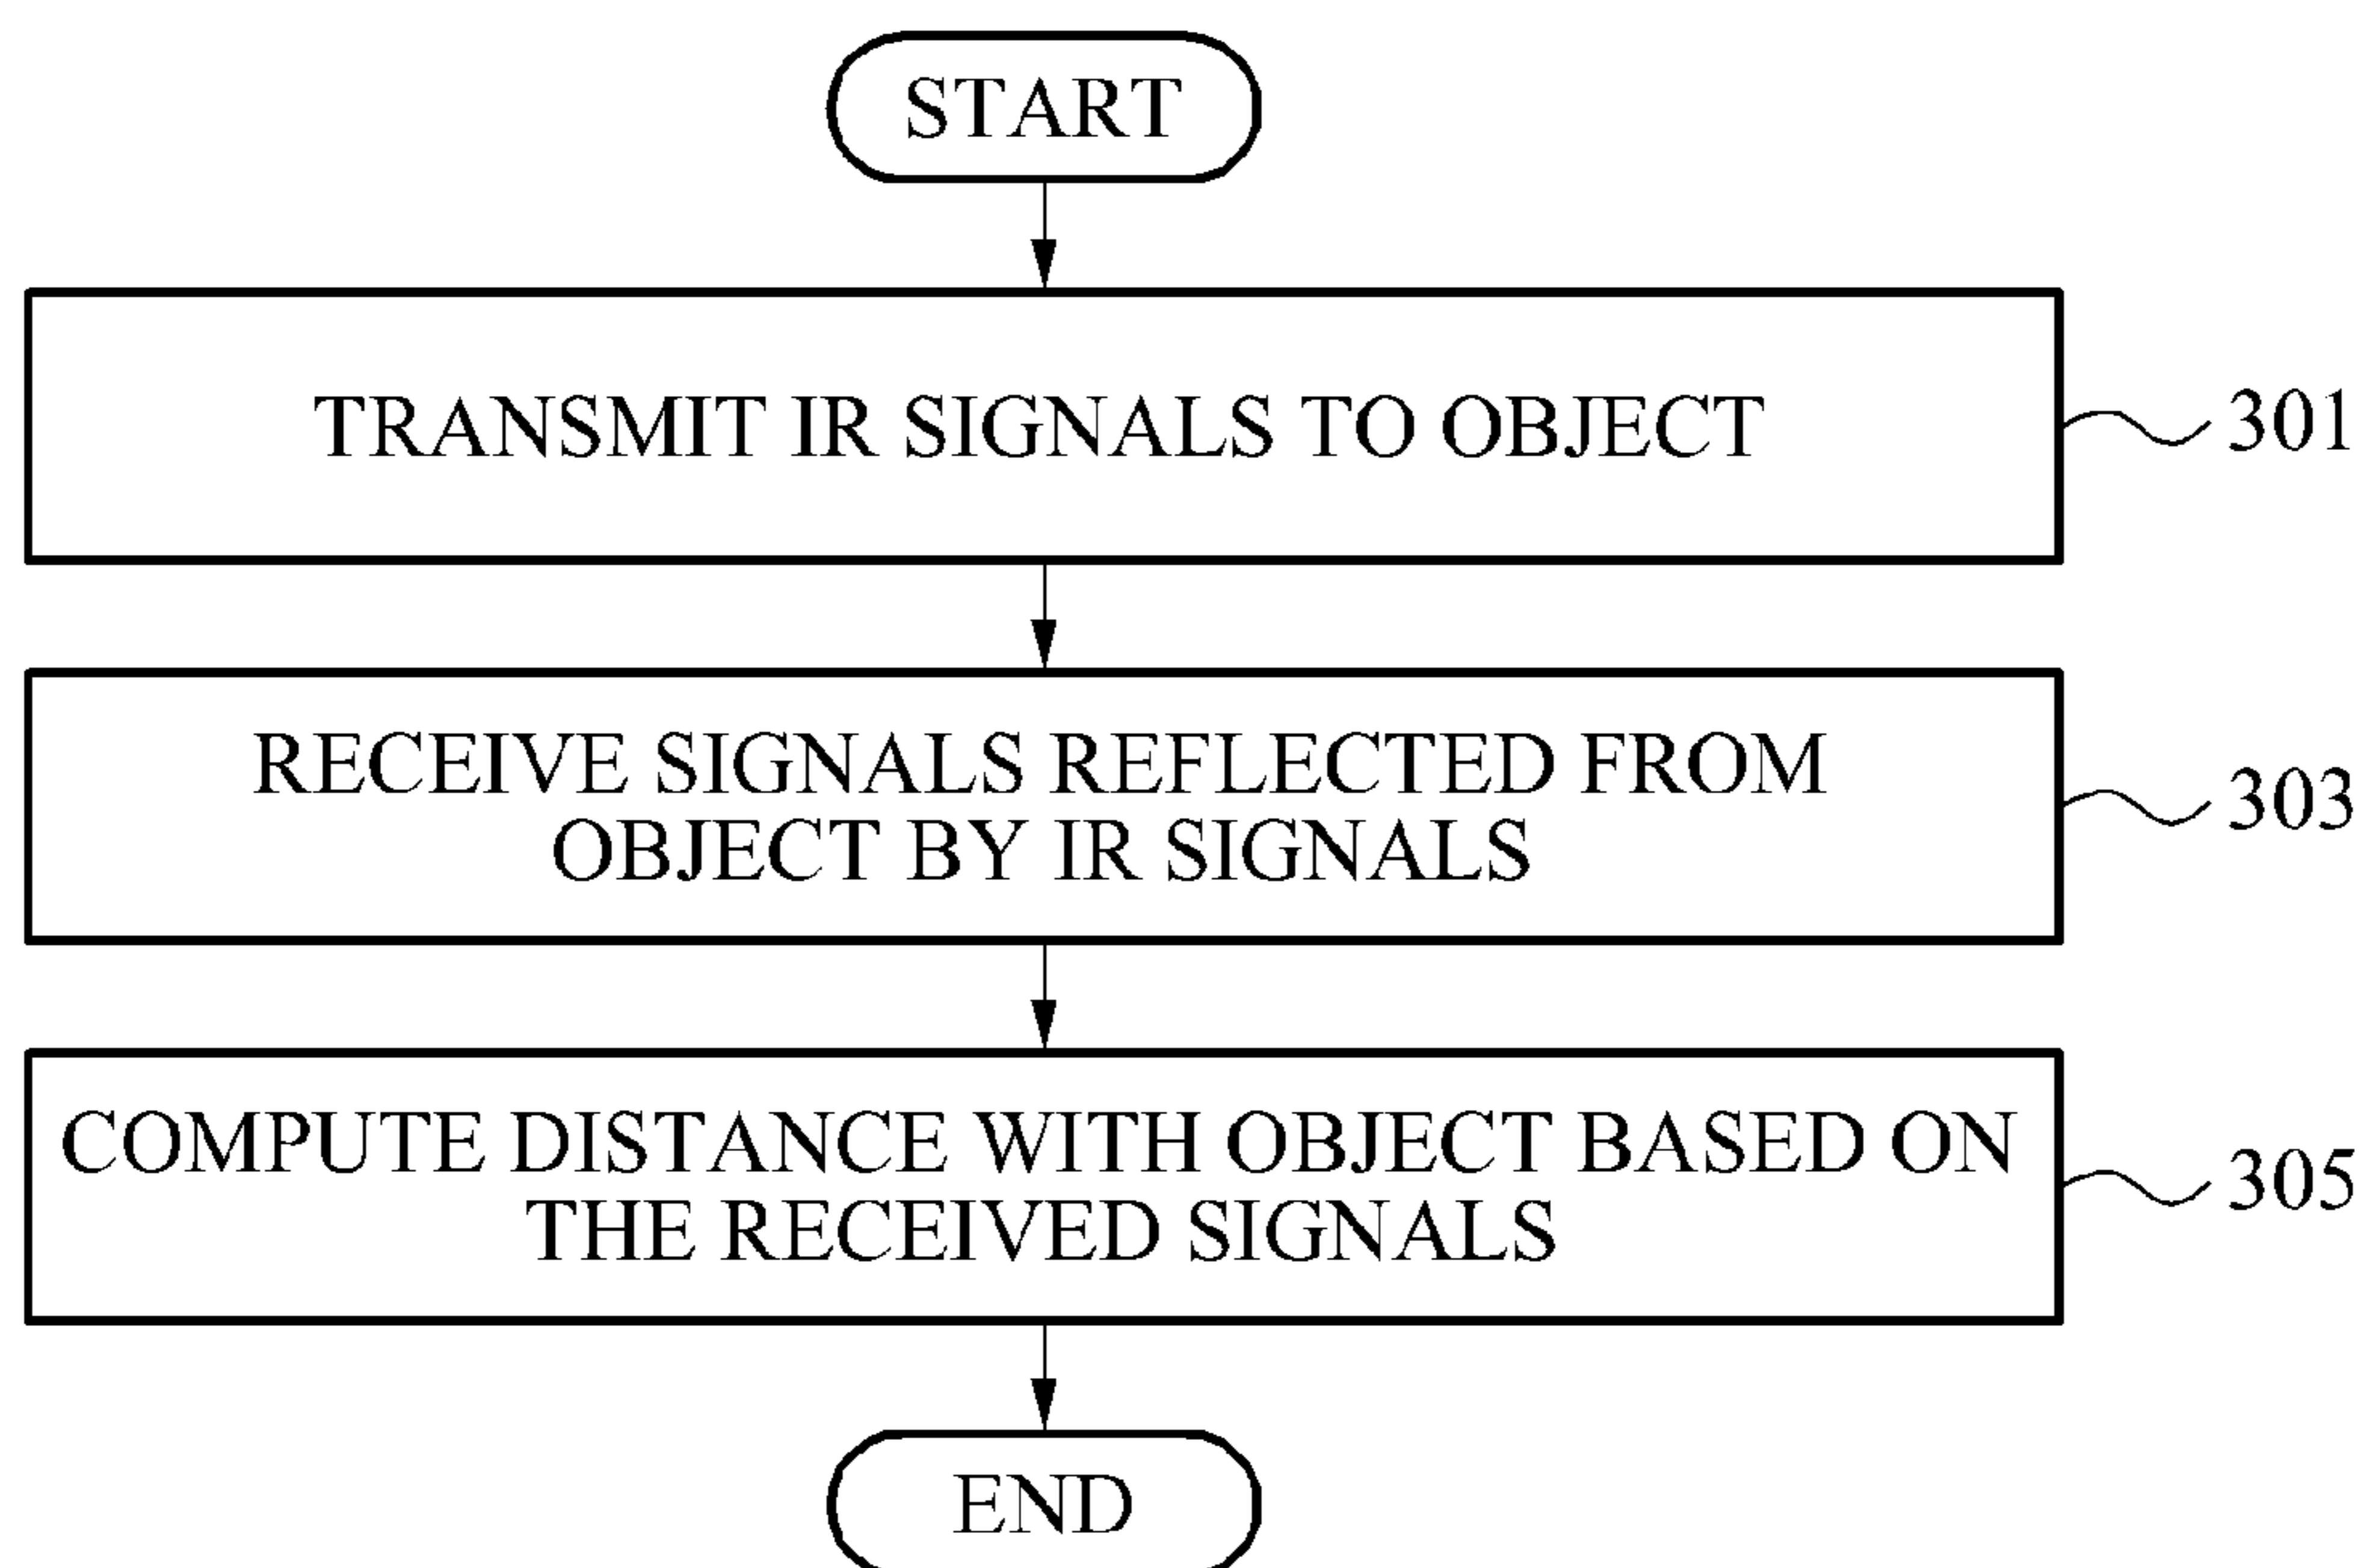 START
TRANSMIT IR SIGNALS TO OBJECT
301
RECEIVE SIGNALS REFLECTED FROM
OBJECT BY IR SIGNALS
303
COMPUTE DISTANCE WITH OBJECT BASED ON
THE RECEIVED SIGNALS
305
END